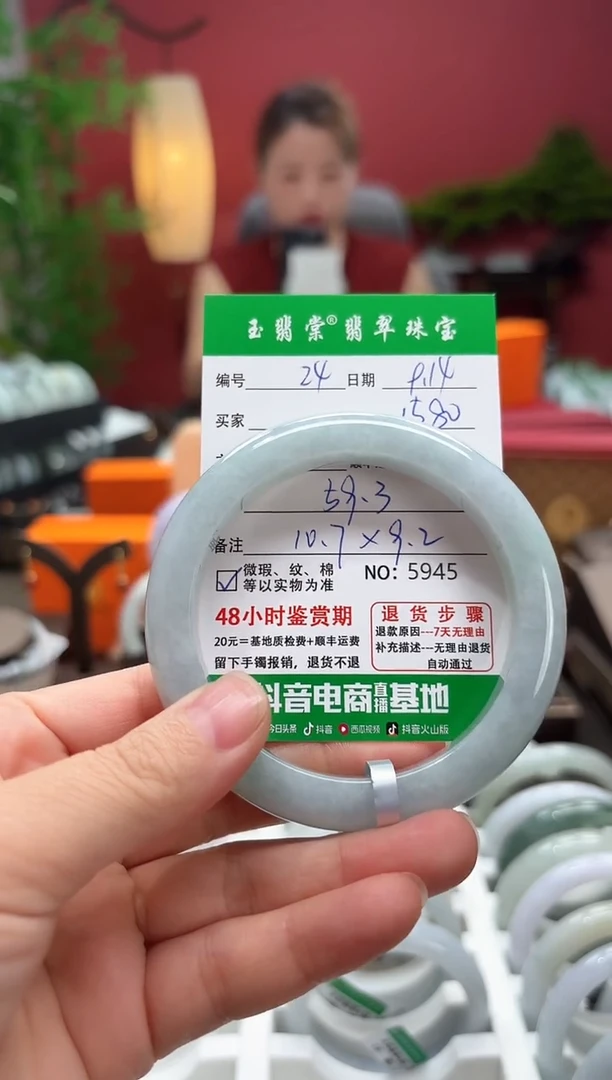 玉翡棠®翡翠珠宝
编号 24 日期 9.14
买家 1580
59.3
备注 10.7×9.2
☑ 微瑕、纹、棉
等以实物为准
NO: 5945
48小时鉴赏期
20元=基地质检费+顺丰运费
留下手镯报销，退货不退
退货步骤
退款原因---7天无理由
补充描述---无理由退货
自动通过
抖音电商直播基地
今日头条 抖音 西瓜视频 抖音火山版